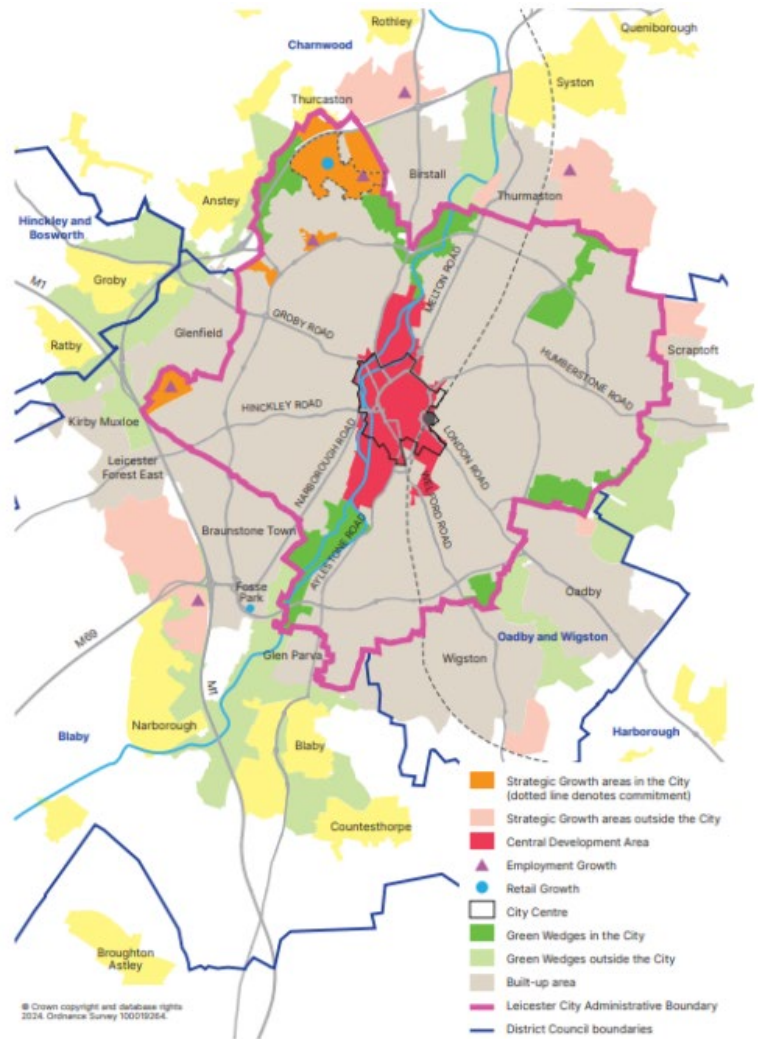 Rothley
Queniborough
Charnwood
Syston
Thurcaston
Birstall
Anstey
Thurmaston
Hinckley and
Bosworth
MELTON ROAD
Groby
M1
GROBY ROAD
Glenfield
Ratby
Scraptoft
HUMBERSTONE ROAD
HINCKLEY ROAD
Kirby Muxloe
LONDON ROAD
NARBOROUGH ROAD
Leicester
Forest East
WELFORD ROAD
Braunstone Town
AYLESTONE ROAD
Fosse
Park
Oadby
M69
Oadby and Wigston
Glen Parva
Wigston
M1
Narborough
Harborough
Blaby
Blaby
Countesthorpe
Broughton
Astley
Strategic Growth areas in the City
(dotted line denotes commitment)
Strategic Growth areas outside the City
Central Development Area
Employment Growth
Retail Growth
City Centre
Green Wedges in the City
Green Wedges outside the City
Built-up area
Leicester City Administrative Boundary
District Council boundaries
© Crown copyright and database rights
2024. Ordnance Survey 100019264.